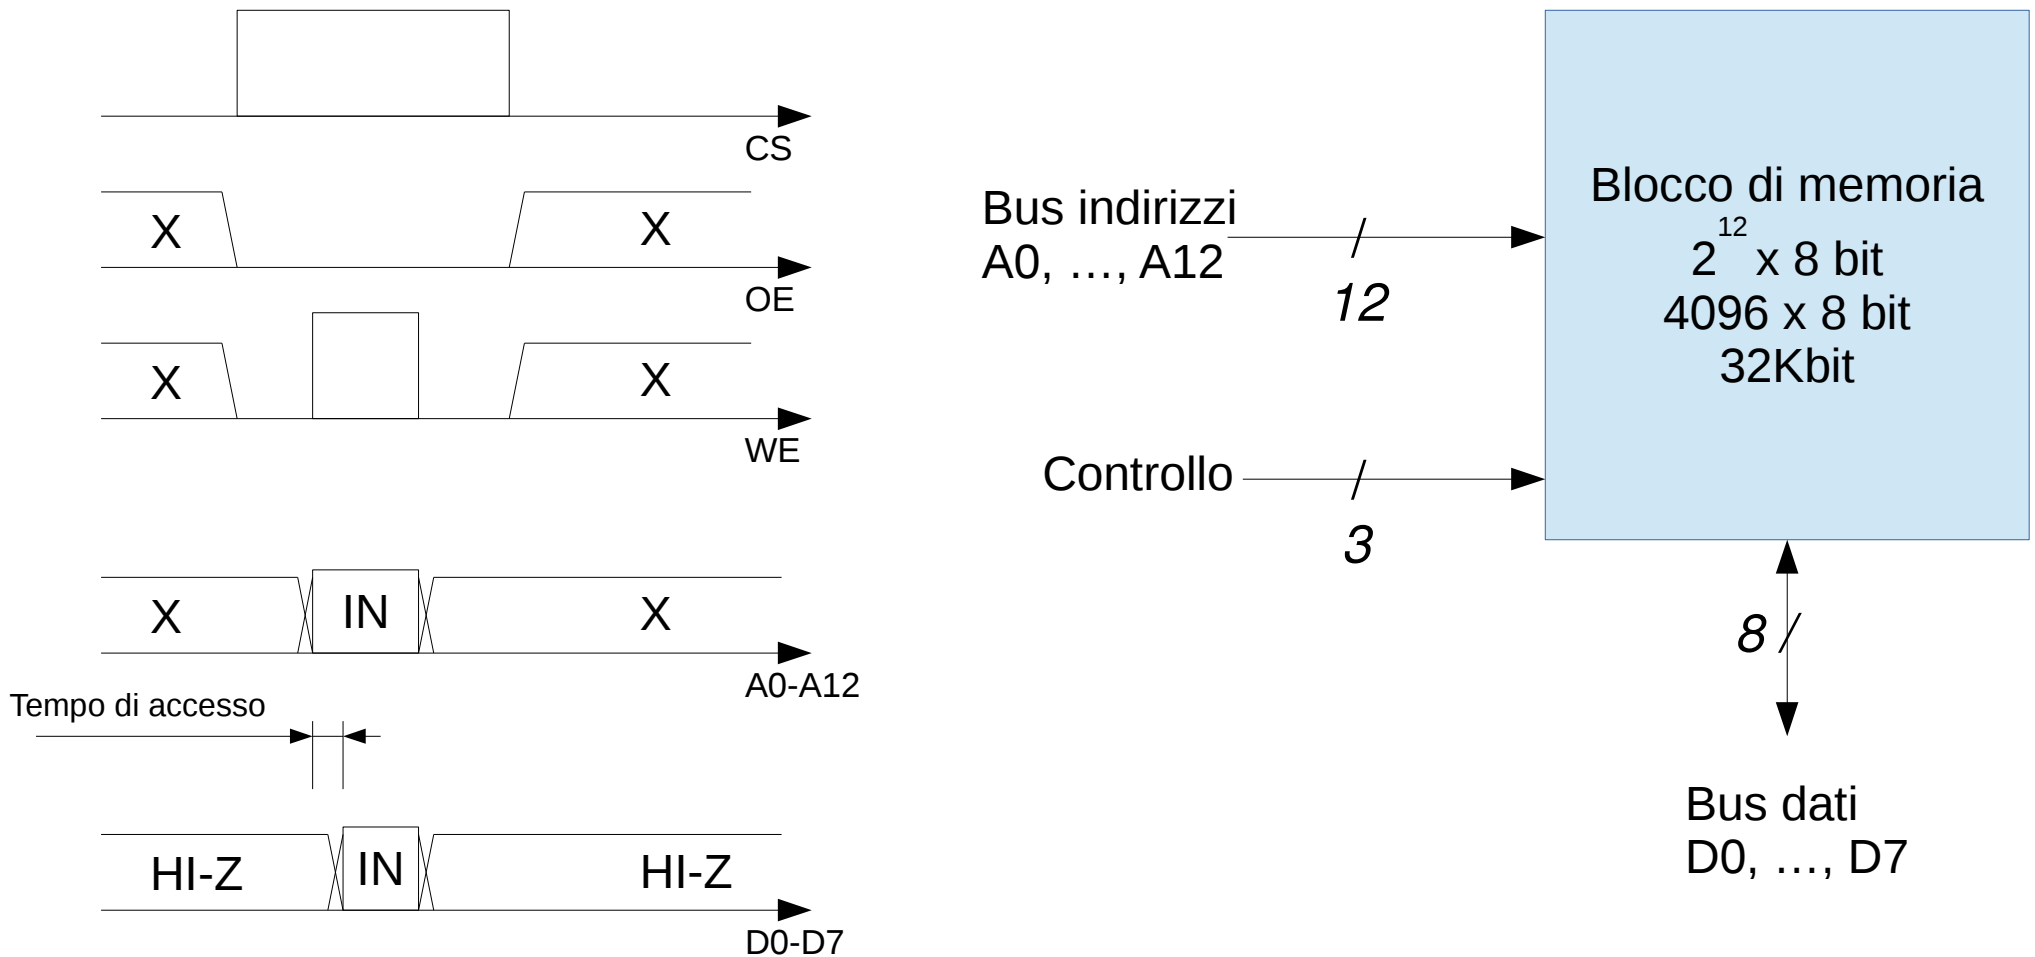 CS
X
X
OE
X
X
WE
X
IN
X
A0-A12
Tempo di accesso
HI-Z
IN
HI-Z
D0-D7
Bus indirizzi
A0, ..., A12
12
Controllo
3
Blocco di memoria
2^12 x 8 bit
4096 x 8 bit
32Kbit
8
Bus dati
D0, ..., D7